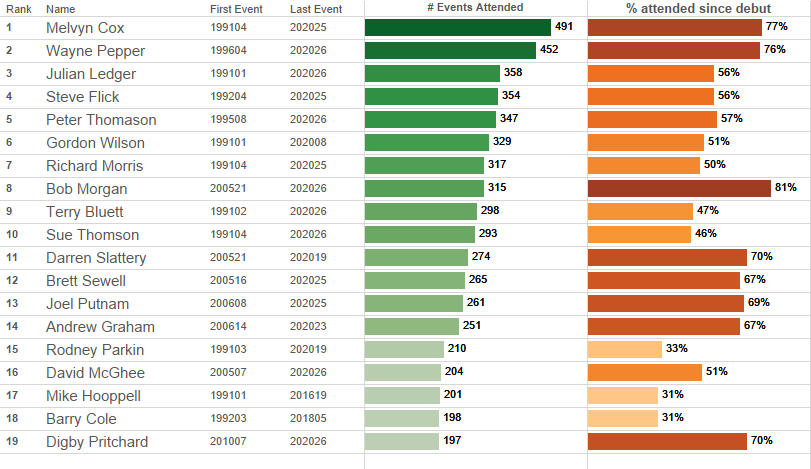 Rank Name First Event Last Event # Events Attended % attended since debut
1 Melvyn Cox 199104 202025 491 77%
2 Wayne Pepper 199604 202026 452 76%
3 Julian Ledger 199101 202026 358 56%
4 Steve Flick 199204 202025 354 56%
5 Peter Thomason 199508 202026 347 57%
6 Gordon Wilson 199101 202008 329 51%
7 Richard Morris 199104 202025 317 50%
8 Bob Morgan 200521 202026 315 81%
9 Terry Bluett 199102 202026 298 47%
10 Sue Thomson 199104 202026 293 46%
11 Darren Slattery 200521 202019 274 70%
12 Brett Sewell 200516 202025 265 67%
13 Joel Putnam 200608 202025 261 69%
14 Andrew Graham 200614 202023 251 67%
15 Rodney Parkin 199103 202019 210 33%
16 David McGhee 200507 202026 204 51%
17 Mike Hooppell 199101 201619 201 31%
18 Barry Cole 199203 201805 198 31%
19 Digby Pritchard 201007 202026 197 70%